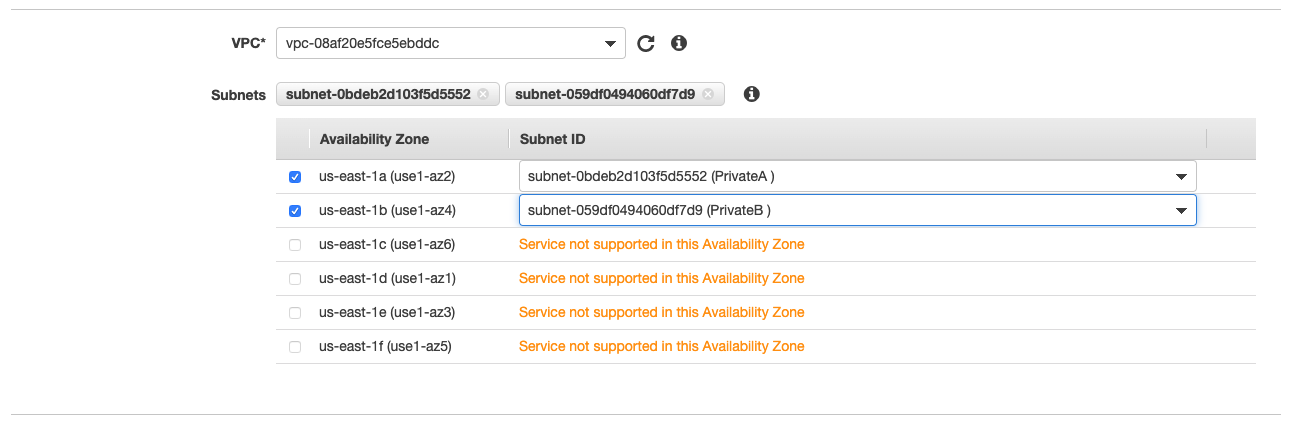 VPC* vpc-08af20e5fce5ebddc
Subnets subnet-0bdeb2d103f5d5552 subnet-059df0494060df7d9
Availability Zone Subnet ID
us-east-1a (use1-az2) subnet-0bdeb2d103f5d5552 (PrivateA )
us-east-1b (use1-az4) subnet-059df0494060df7d9 (PrivateB )
us-east-1c (use1-az6) Service not supported in this Availability Zone
us-east-1d (use1-az1) Service not supported in this Availability Zone
us-east-1e (use1-az3) Service not supported in this Availability Zone
us-east-1f (use1-az5) Service not supported in this Availability Zone